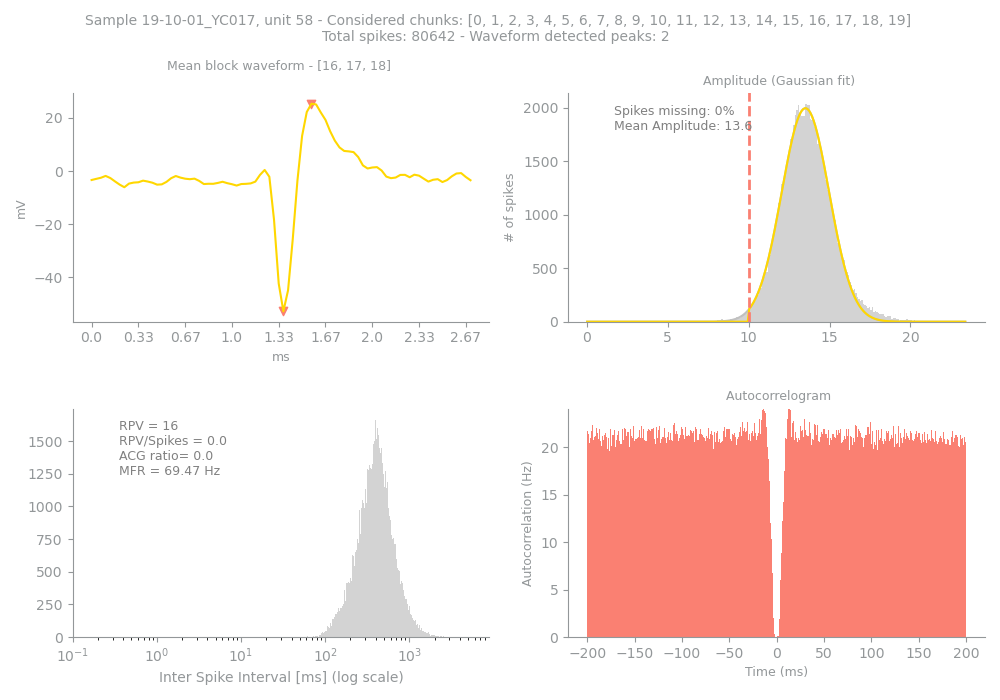 Sample 19-10-01_YC017, unit 58 - Considered chunks: [0, 1, 2, 3, 4, 5, 6, 7, 8, 9, 10, 11, 12, 13, 14, 15, 16, 17, 18, 19]
Total spikes: 80642 - Waveform detected peaks: 2
Mean block waveform - [16, 17, 18]
20
0
−20
−40
mV
0.0 0.33 0.67 1.0 1.33 1.67 2.0 2.33 2.67
ms
Amplitude (Gaussian fit)
Spikes missing: 0%
Mean Amplitude: 13.6
2000
1500
1000
500
0
# of spikes
0 5 10 15 20
RPV = 16
RPV/Spikes = 0.0
ACG ratio= 0.0
MFR = 69.47 Hz
1500
1250
1000
750
500
250
0
10⁻¹ 10⁰ 10¹ 10² 10³
Inter Spike Interval [ms] (log scale)
Autocorrelogram
20
15
10
5
0
Autocorrelation (Hz)
−200 −150 −100 −50 0 50 100 150 200
Time (ms)